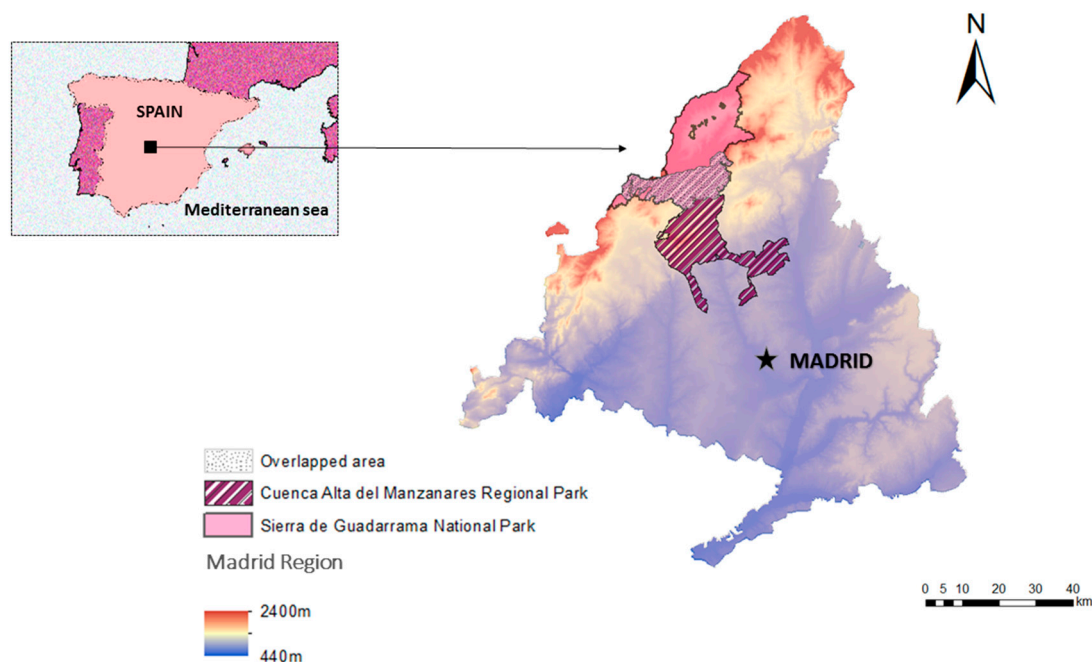 SPAIN
Mediterranean sea
N
MADRID
Overlapped area
Cuenca Alta del Manzanares Regional Park
Sierra de Guadarrama National Park
Madrid Region
2400m
440m
0 5 10 20 30 40
km